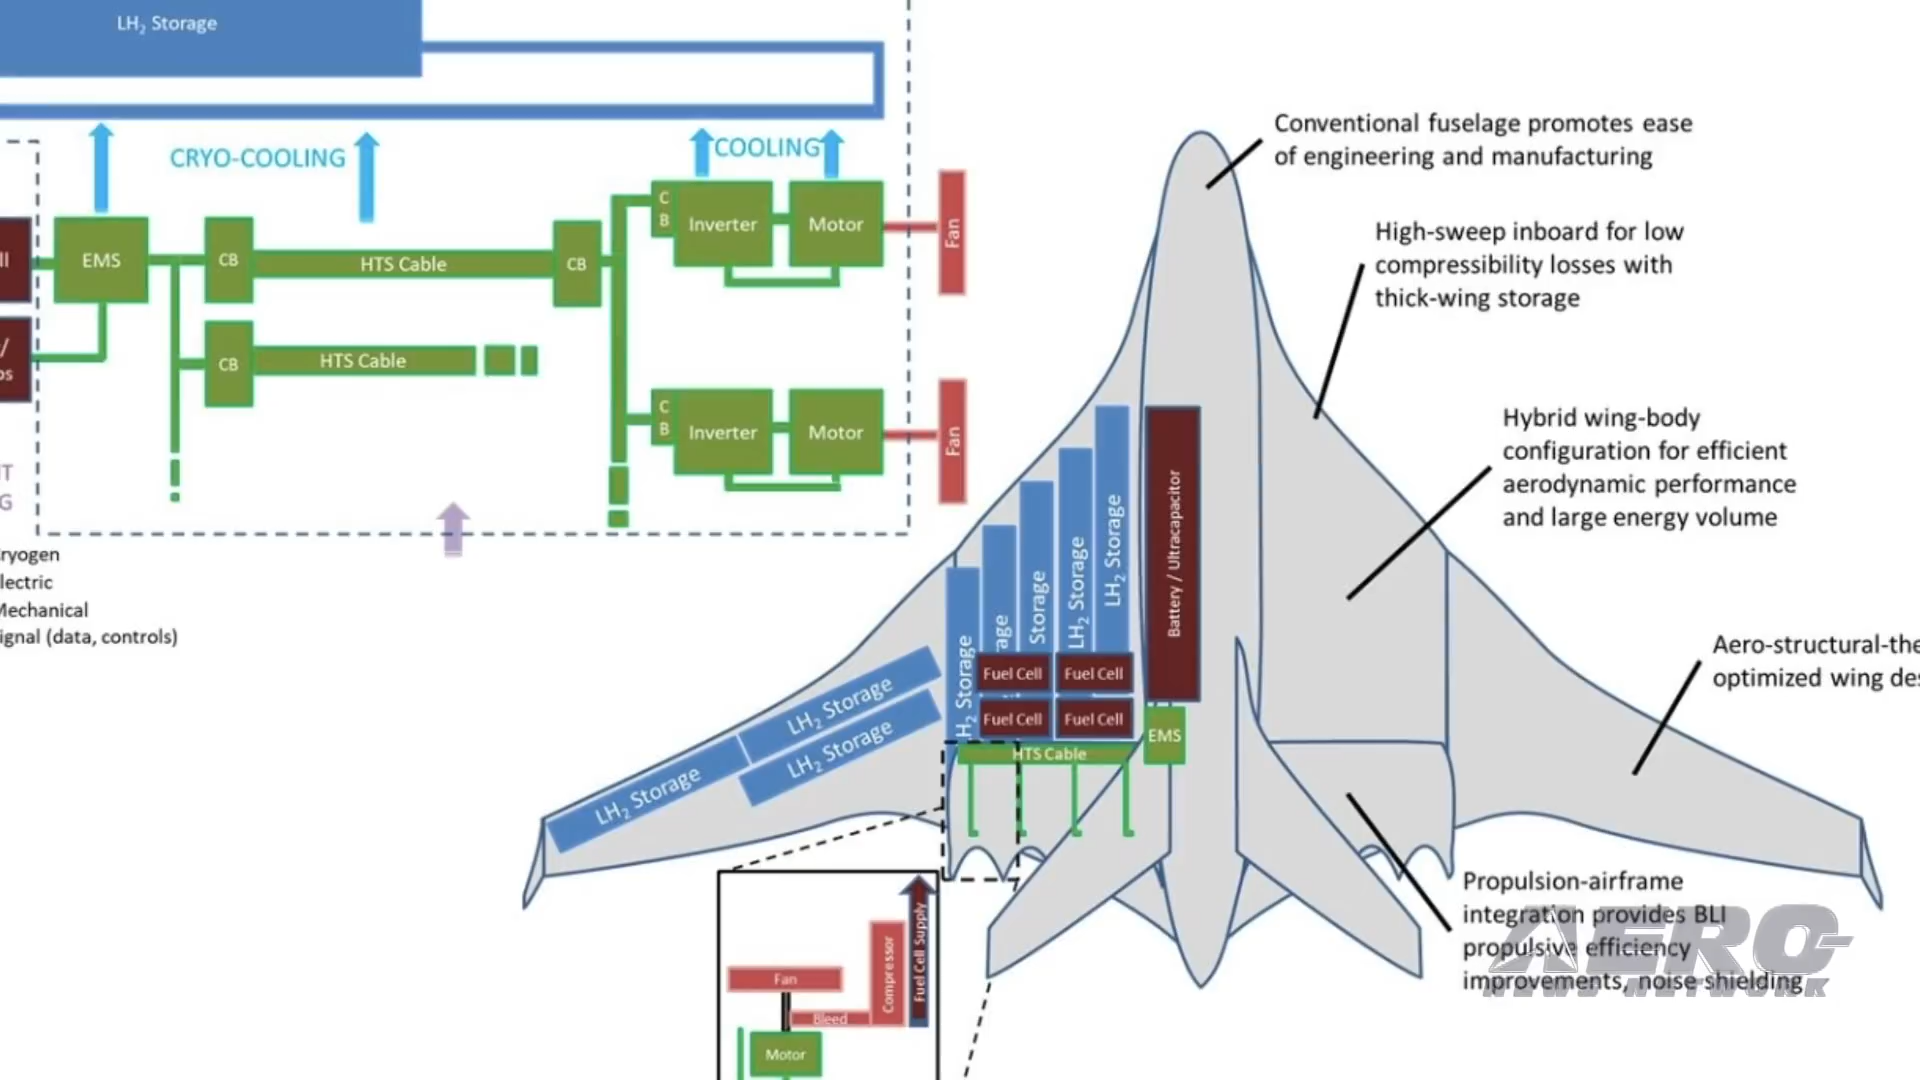 LH2 Storage
CRYO-COOLING
COOLING
EMS
CB
HTS Cable
CB
C
B
Inverter
Motor
Fan
CB
HTS Cable
C
B
Inverter
Motor
Fan
ll
/
os
T
G
ryogen
lectric
Mechanical
ignal (data, controls)
Conventional fuselage promotes ease
of engineering and manufacturing
High-sweep inboard for low
compressibility losses with
thick-wing storage
Hybrid wing-body
configuration for efficient
aerodynamic performance
and large energy volume
Aero-structural-the
optimized wing des
Propulsion-airframe
integration provides BLI
propulsive efficiency
improvements, noise shielding
LH2 Storage
LH2 Storage
LH2 Storage
H2 Storage
rage
Storage
LH2 Storage
LH2 Storage
Battery / Ultracapacitor
Fuel Cell
Fuel Cell
Fuel Cell
Fuel Cell
EMS
HTS Cable
Fan
Bleed
Compressor
Fuel Cell Supply
Motor
AERO-
NEWS NETWORK